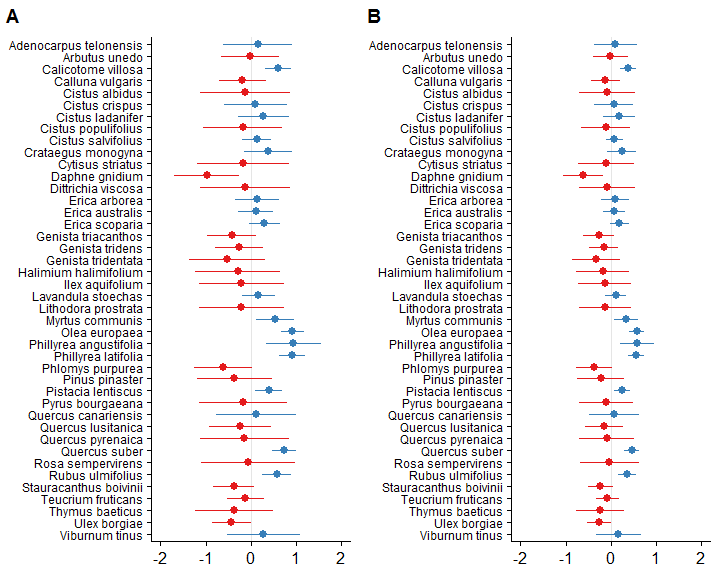 A
Adenocarpus telonensis
Arbutus unedo
Calicotome villosa
Calluna vulgaris
Cistus albidus
Cistus crispus
Cistus ladanifer
Cistus populifolius
Cistus salvifolius
Crataegus monogyna
Cytisus striatus
Daphne gnidium
Dittrichia viscosa
Erica arborea
Erica australis
Erica scoparia
Genista triacanthos
Genista tridens
Genista tridentata
Halimium halimifolium
Ilex aquifolium
Lavandula stoechas
Lithodora prostrata
Myrtus communis
Olea europaea
Phillyrea angustifolia
Phillyrea latifolia
Phlomys purpurea
Pinus pinaster
Pistacia lentiscus
Pyrus bourgaeana
Quercus canariensis
Quercus lusitanica
Quercus pyrenaica
Quercus suber
Rosa sempervirens
Rubus ulmifolius
Stauracanthus boivinii
Teucrium fruticans
Thymus baeticus
Ulex borgiae
Viburnum tinus
-2 -1 0 1 2
B
Adenocarpus telonensis
Arbutus unedo
Calicotome villosa
Calluna vulgaris
Cistus albidus
Cistus crispus
Cistus ladanifer
Cistus populifolius
Cistus salvifolius
Crataegus monogyna
Cytisus striatus
Daphne gnidium
Dittrichia viscosa
Erica arborea
Erica australis
Erica scoparia
Genista triacanthos
Genista tridens
Genista tridentata
Halimium halimifolium
Ilex aquifolium
Lavandula stoechas
Lithodora prostrata
Myrtus communis
Olea europaea
Phillyrea angustifolia
Phillyrea latifolia
Phlomys purpurea
Pinus pinaster
Pistacia lentiscus
Pyrus bourgaeana
Quercus canariensis
Quercus lusitanica
Quercus pyrenaica
Quercus suber
Rosa sempervirens
Rubus ulmifolius
Stauracanthus boivinii
Teucrium fruticans
Thymus baeticus
Ulex borgiae
Viburnum tinus
-2 -1 0 1 2